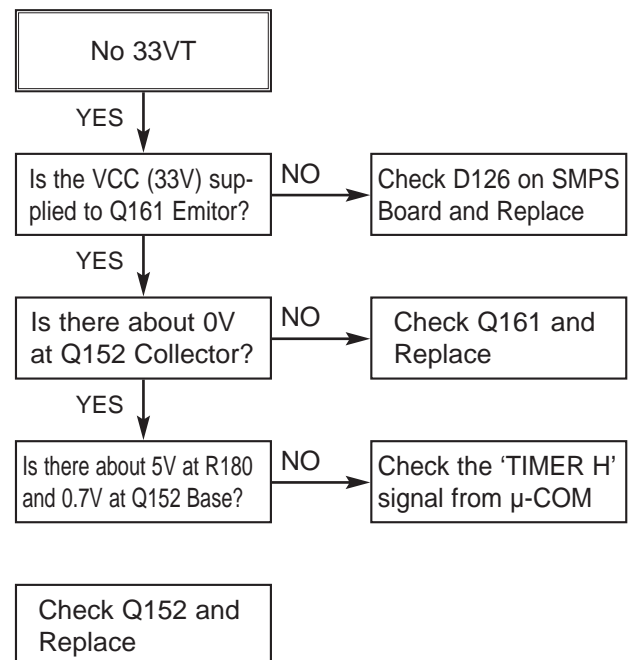 No 33VT
YES
Is the VCC (33V) sup-
plied to Q161 Emitor?
NO
Check D126 on SMPS
Board and Replace
YES
Is there about 0V
at Q152 Collector?
NO
Check Q161 and
Replace
YES
Is there about 5V at R180
and 0.7V at Q152 Base?
NO
Check the ‘TIMER H’
signal from µ-COM
Check Q152 and
Replace